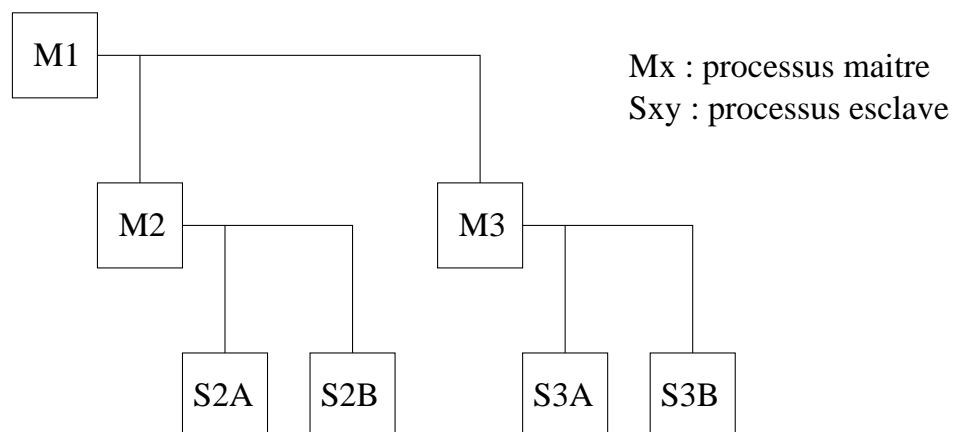 M1
Mx : processus maitre
Sxy : processus esclave
M2
M3
S2A
S2B
S3A
S3B